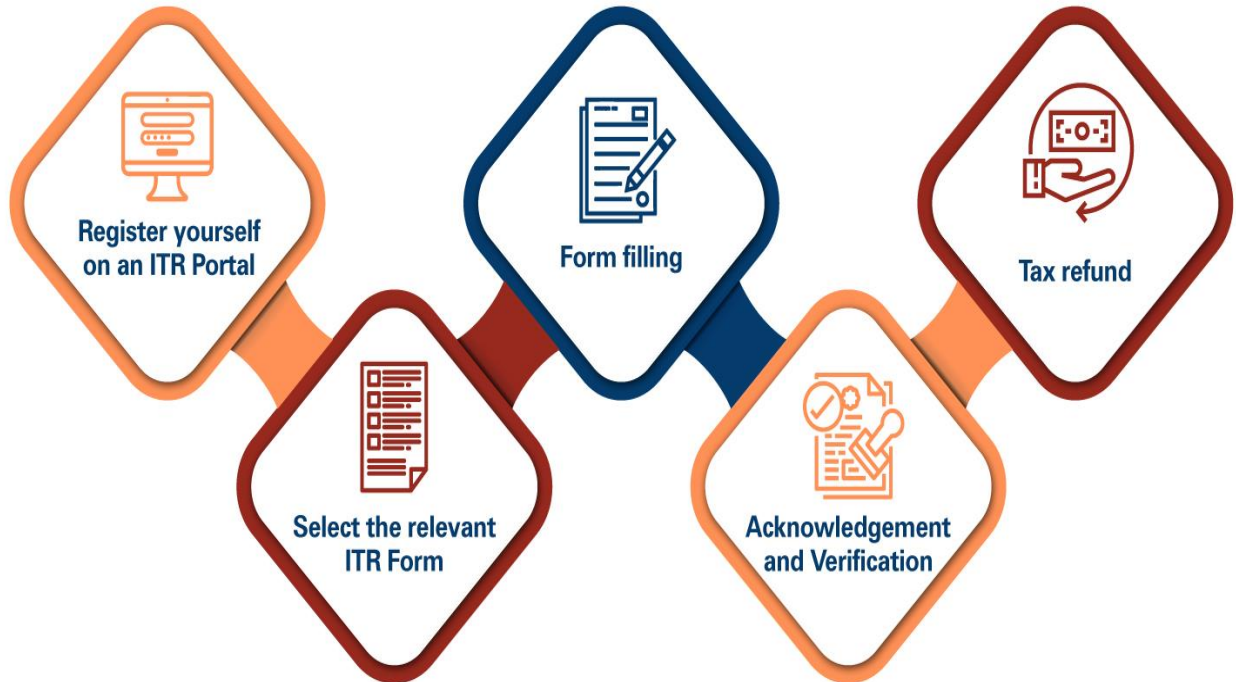 Register yourself
on an ITR Portal
Select the relevant
ITR Form
Form filling
Acknowledgement
and Verification
Tax refund